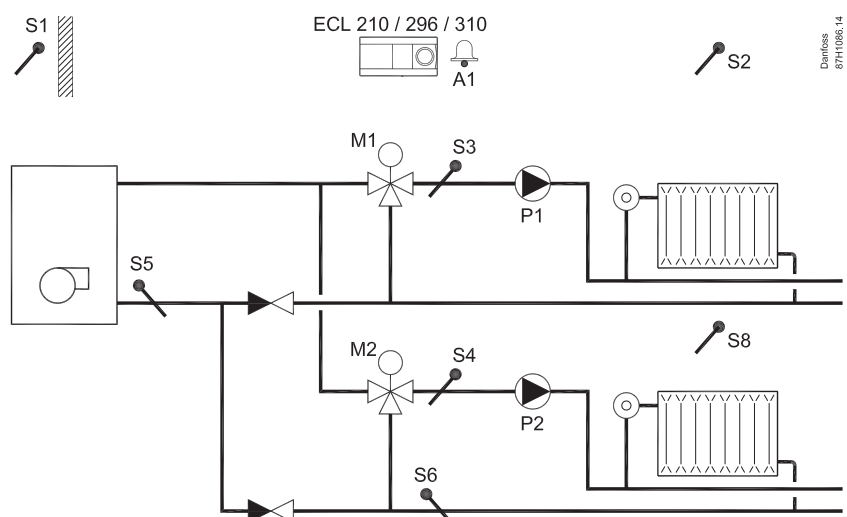 S1
ECL 210 / 296 / 310
A1
S2
Danfoss
87H1086.14
M1
S3
P1
S5
M2
S4
S8
P2
S6